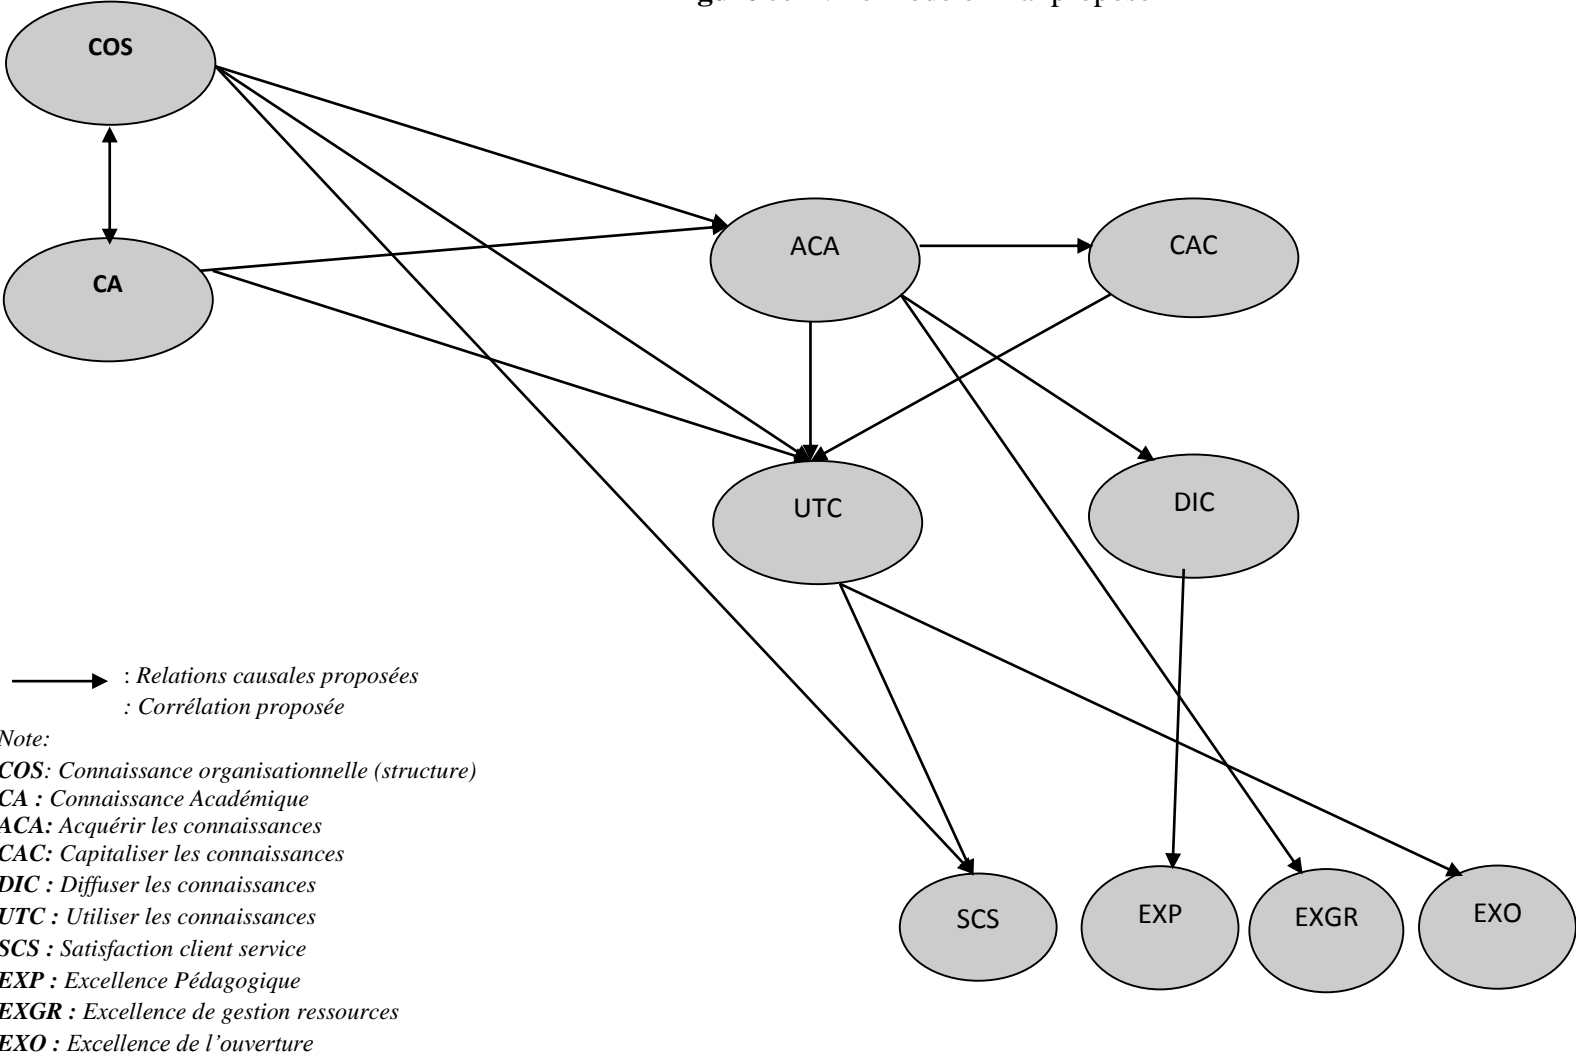 COS
CA
ACA
CAC
UTC
DIC
SCS
EXP
EXGR
EXO
: Relations causales proposées
: Corrélation proposée
Note:
COS: Connaissance organisationnelle (structure)
CA : Connaissance Académique
ACA: Acquérir les connaissances
CAC: Capitaliser les connaissances
DIC : Diffuser les connaissances
UTC : Utiliser les connaissances
SCS : Satisfaction client service
EXP : Excellence Pédagogique
EXGR : Excellence de gestion ressources
EXO : Excellence de l'ouverture